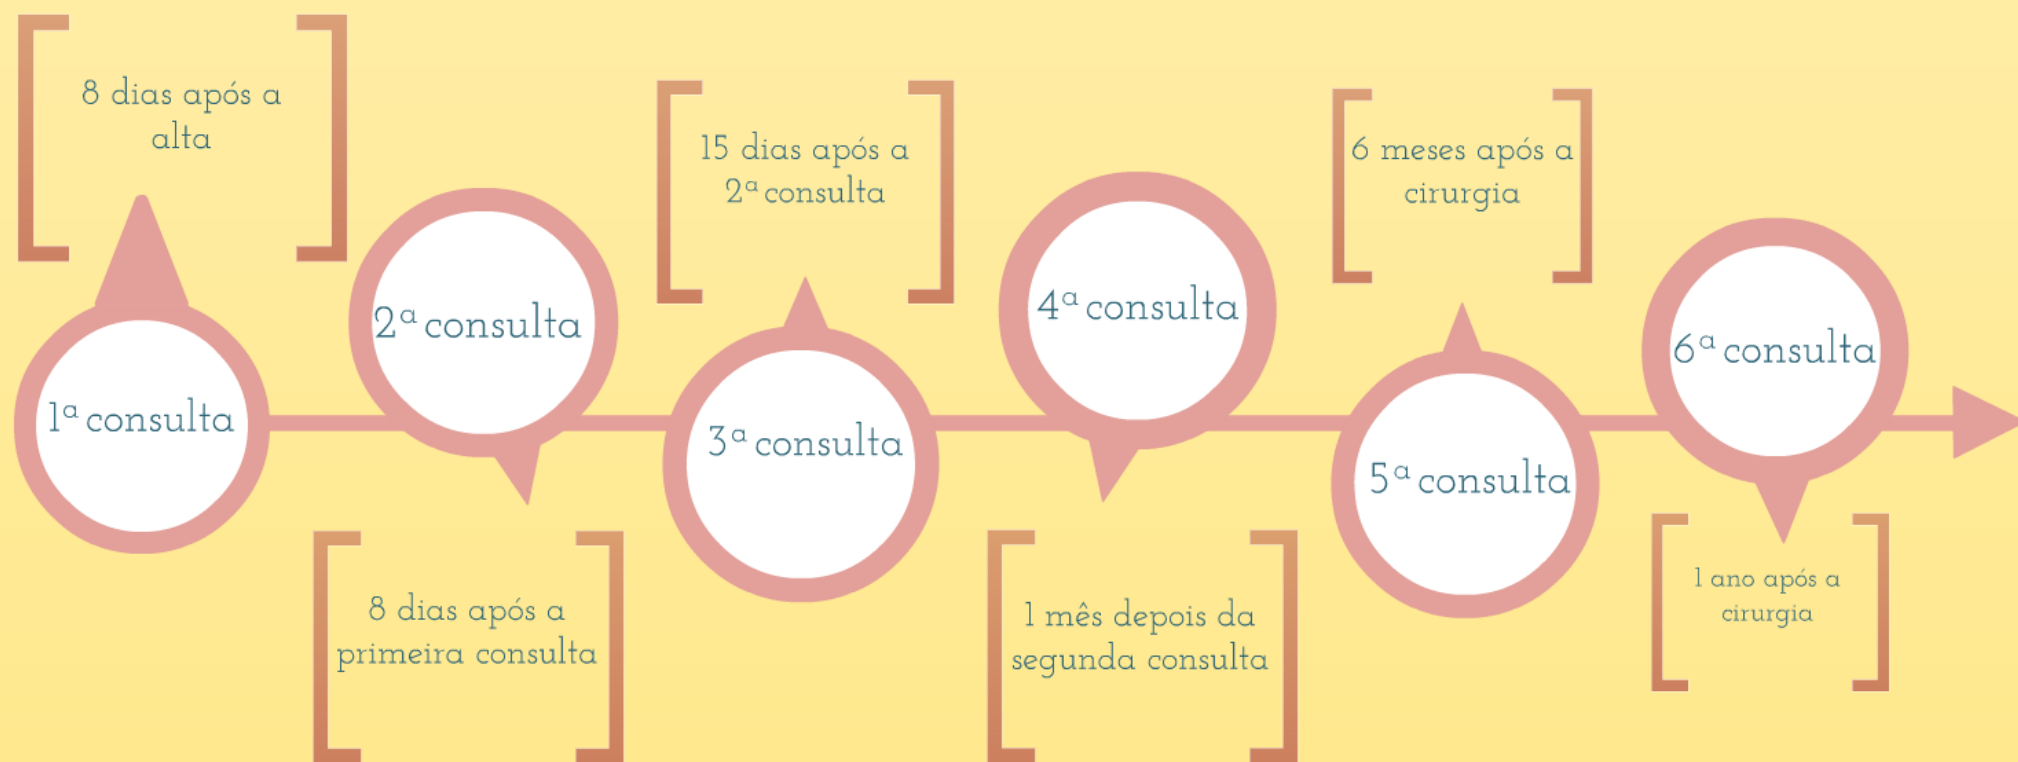 8 dias após a
alta
1ª consulta
2ª consulta
8 dias após a
primeira consulta
15 dias após a
2ª consulta
3ª consulta
4ª consulta
1 mês depois da
segunda consulta
6 meses após a
cirurgia
5ª consulta
6ª consulta
1 ano após a
cirurgia